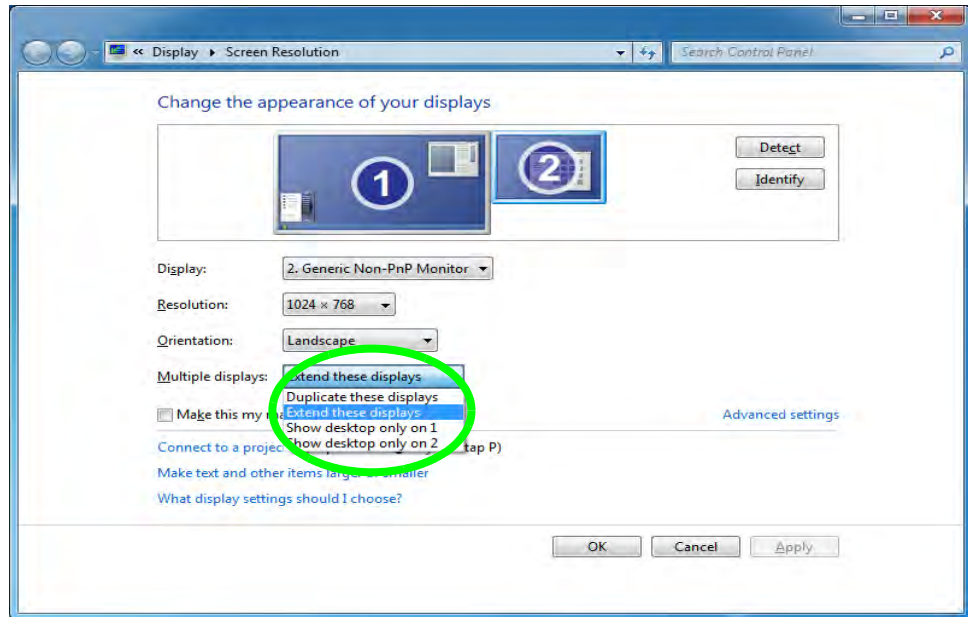 « Display ▸ Screen Resolution
Search Control Panel
Change the appearance of your displays
1
2
Detect
Identify
Display: 2. Generic Non-PnP Monitor
Resolution: 1024 × 768
Orientation: Landscape
Multiple displays: Extend these displays
Duplicate these displays
Make this my Extend these displays
Advanced settings
Show desktop only on 1
Connect to a Show desktop only on 2 tap P)
Make text and other items larger or smaller
What display settings should I choose?
OK Cancel Apply